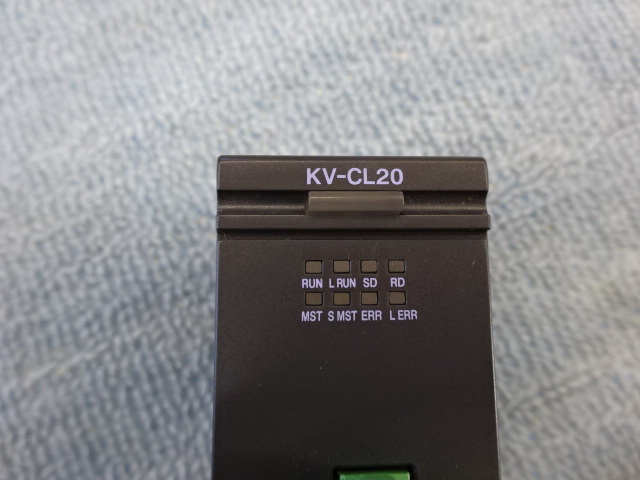 KV-CL20
RUN L RUN SD RD
MST S MST ERR L ERR